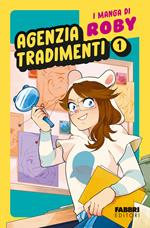 I MANGA DI
ROBY
AGENZIA
TRADIMENTI 1
FABBRI
EDITORI